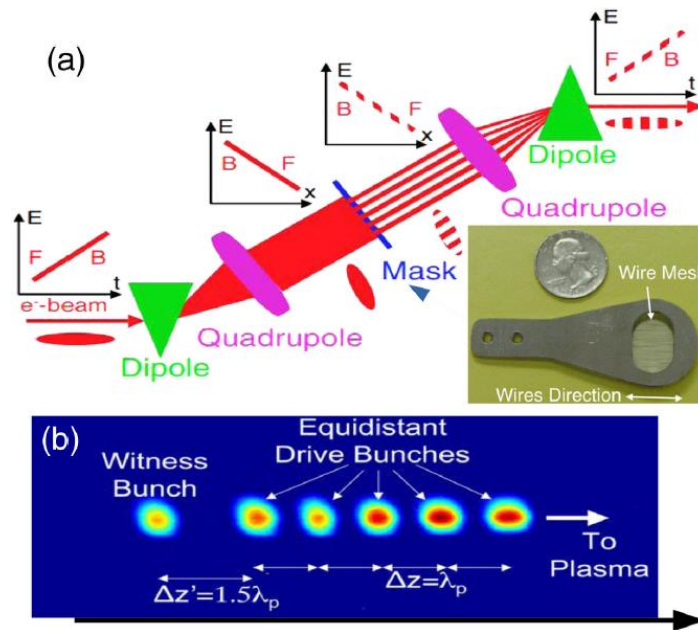 (a)
E
F
B
t
E
B
F
x
E
B
F
x
E
F
B
t
e⁻-beam
Dipole
Quadrupole
Mask
Quadrupole
Dipole
Wire Mesh
Wires Direction
(b)
Witness
Bunch
Equidistant
Drive Bunches
To
Plasma
Δz'=1.5λp
Δz=λp